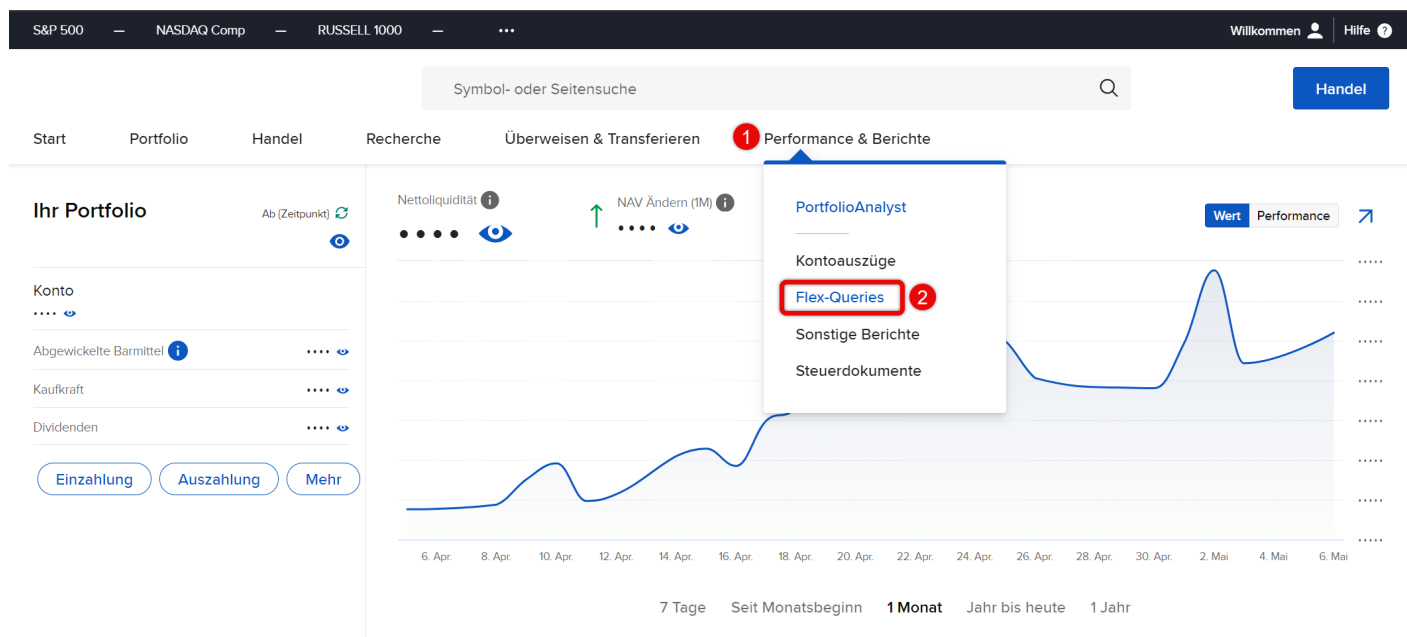 S&P 500 — NASDAQ Comp — RUSSELL 1000 — ••• Willkommen Hilfe ?
Symbol- oder Seitensuche
Handel
Start Portfolio Handel Recherche Überweisen & Transferieren 1 Performance & Berichte
Ihr Portfolio
Ab [Zeitpunkt]
Konto
••••
Abgewickelte Barmittel i ••••
Kaufkraft ••••
Dividenden ••••
Einzahlung Auszahlung Mehr
Nettoliquidität i
••••
NAV Ändern (1M) i
••••
PortfolioAnalyst
Kontoauszüge
Flex-Queries 2
Sonstige Berichte
Steuerdokumente
Wert Performance
•••••
•••••
•••••
•••••
•••••
•••••
•••••
•••••
6. Apr. 8. Apr. 10. Apr. 12. Apr. 14. Apr. 16. Apr. 18. Apr. 20. Apr. 22. Apr. 24. Apr. 26. Apr. 28. Apr. 30. Apr. 2. Mai 4. Mai 6. Mai
7 Tage Seit Monatsbeginn 1 Monat Jahr bis heute 1 Jahr